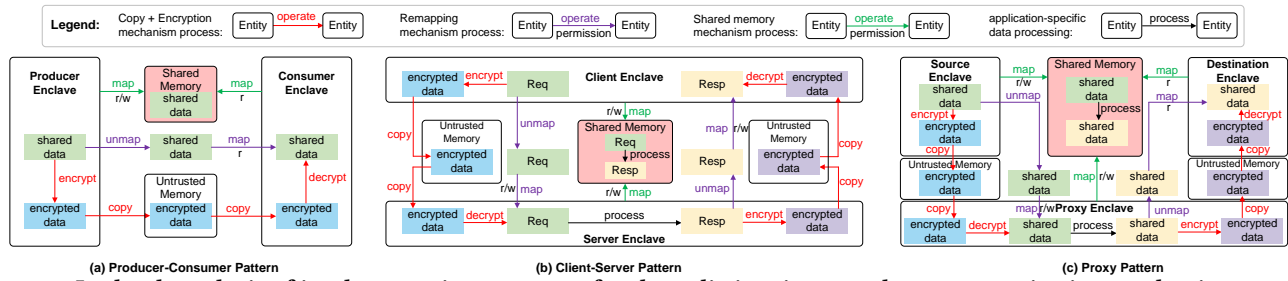 Legend:
Copy + Encryption
mechanism process:
Entity
operate
Entity
Remapping
mechanism process:
Entity
operate
permission
Entity
Shared memory
mechanism process:
Entity
operate
permission
Entity
application-specific
data processing:
Entity
process
Entity
Producer
Enclave
map
r/w
Shared
Memory
shared
data
map
r
Consumer
Enclave
shared
data
unmap
shared
data
map
r
shared
data
encrypt
decrypt
Untrusted Memory
encrypted
data
copy
encrypted
data
copy
encrypted
data
(a) Producer-Consumer Pattern
encrypted
data
encrypt
Req
Client Enclave
Resp
decrypt
encrypted
data
copy
unmap
r/w
map
map
r/w
copy
Untrusted
Memory
encrypted
data
Shared Memory
Req
process
Resp
Untrusted
Memory
encrypted
data
Req
Resp
copy
r/w
map
r/w
map
unmap
copy
encrypted
data
decrypt
Req
process
Resp
encrypt
encrypted
data
Server Enclave
(b) Client-Server Pattern
Source
Enclave
map
r/w
Shared Memory
map
r
Destination
Enclave
shared
data
unmap
shared
data
process
shared
data
map
r
shared
data
encrypt
decrypt
encrypted
data
encrypted
data
copy
copy
Untrusted Memory
encrypted
data
Untrusted Memory
encrypted
data
shared
data
map
r/w
shared
data
copy
map
r/w
Proxy Enclave
unmap
copy
encrypted
data
decrypt
shared
data
process
shared
data
encrypt
encrypted
data
(c) Proxy Pattern